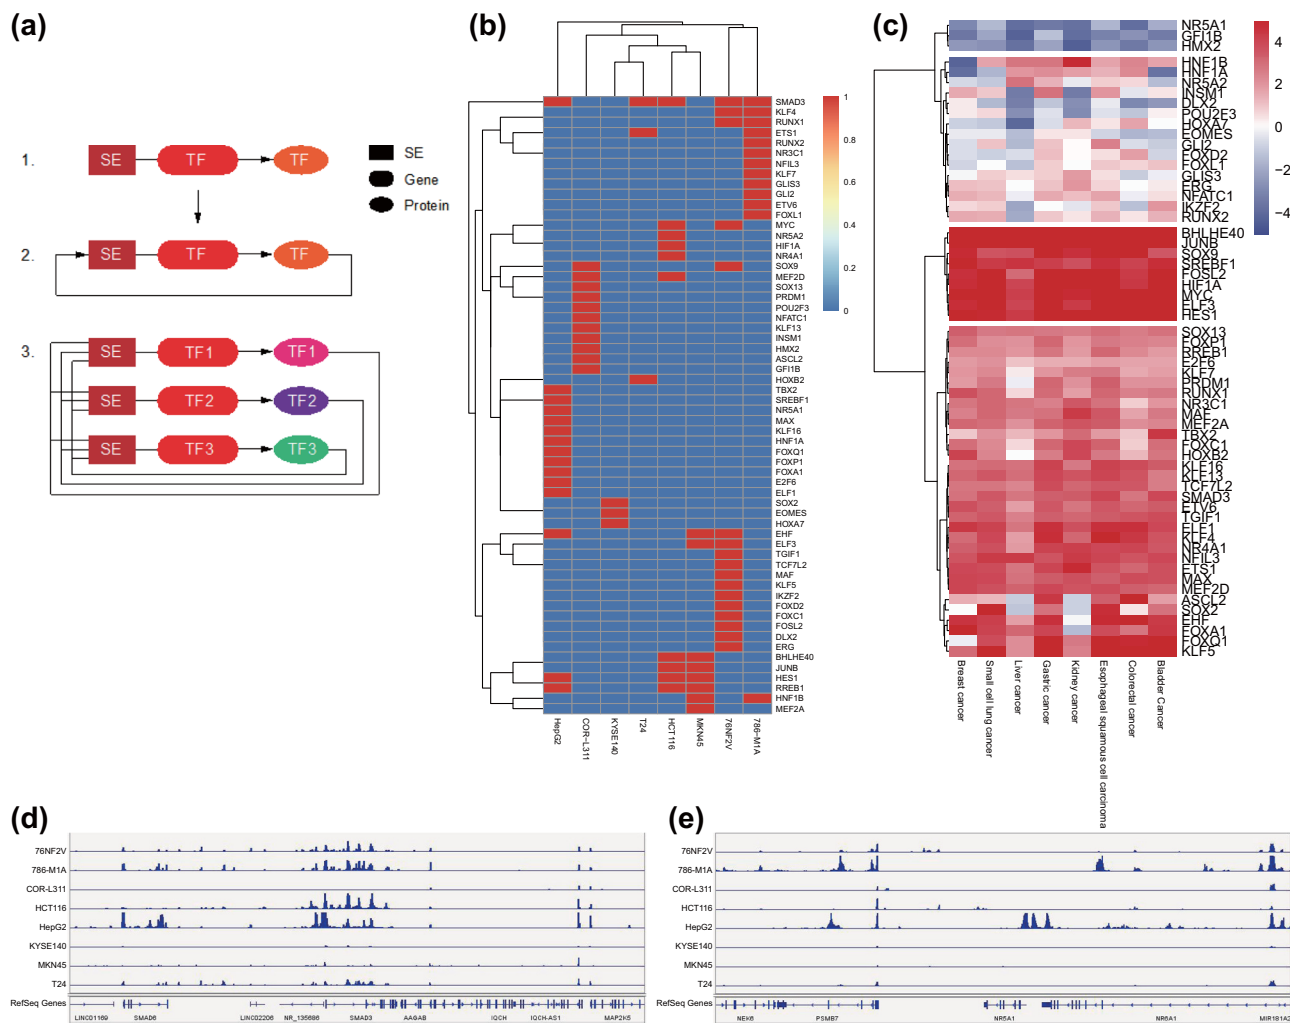 (a)
1.
SE
TF
TF
SE
Gene
Protein
2.
SE
TF
TF
3.
SE
TF1
TF1
SE
TF2
TF2
SE
TF3
TF3
(b)
SMAD3
KLF4
RUNX1
ETS1
RUNX2
NR3C1
NFIL3
KLF7
GLIS3
GLI2
ETV6
FOXL1
MYC
NR5A2
HIF1A
NR4A1
SOX9
MEF2D
SOX13
PRDM1
POU2F3
NFATC1
KLF13
INSM1
HMX2
ASCL2
GFI1B
HOXB2
TBX2
SREBF1
NR5A1
MAX
KLF16
HNF1A
FOXQ1
FOXP1
FOXA1
E2F6
ELF1
SOX2
EOMES
HOXA7
EHF
ELF3
TGIF1
TCF7L2
MAF
KLF5
IKZF2
FOXD2
FOXC1
FOSL2
DLX2
ERG
BHLHE40
JUNB
HES1
RREB1
HNF1B
MEF2A
HepG2
COR-L311
KYSE140
T24
HCT116
MKN45
76NF2V
786-M1A
1
0.8
0.6
0.4
0.2
0
(c)
NR5A1
GFI1B
HMX2
HNF1B
HNF1A
NR5A2
INSM1
DLX2
POU2F3
HOXA7
EOMES
GLI2
FOXD2
FOXL1
GLIS3
ERG
NFATC1
IKZF2
RUNX2
BHLHE40
JUNB
SOX9
SREBF1
FOSL2
HIF1A
MYC
ELF3
HES1
SOX13
FOXP1
RREB1
E2F6
KLF7
PRDM1
RUNX1
NR3C1
MAF
MEF2A
TBX2
FOXC1
HOXB2
KLF16
KLF13
TCF7L2
SMAD3
ETV6
TGIF1
ELF1
KLF4
NR4A1
NFIL3
ETS1
MAX
MEF2D
ASCL2
SOX2
EHF
FOXA1
FOXQ1
KLF5
Breast cancer
Small cell lung cancer
Liver cancer
Gastric cancer
Kidney cancer
Esophageal squamous cell carcinoma
Colorectal cancer
Bladder Cancer
4
2
0
−2
−4
(d)
76NF2V
786-M1A
COR-L311
HCT116
HepG2
KYSE140
MKN45
T24
RefSeq Genes
LINC01169 SMAD6 LINC02206 NR_135686 SMAD3 AAGAB IQCH IQCH-AS1 MAP2K5
(e)
76NF2V
786-M1A
COR-L311
HCT116
HepG2
KYSE140
MKN45
T24
RefSeq Genes
NEK6 PSMB7 NR5A1 NR6A1 MIR181A2